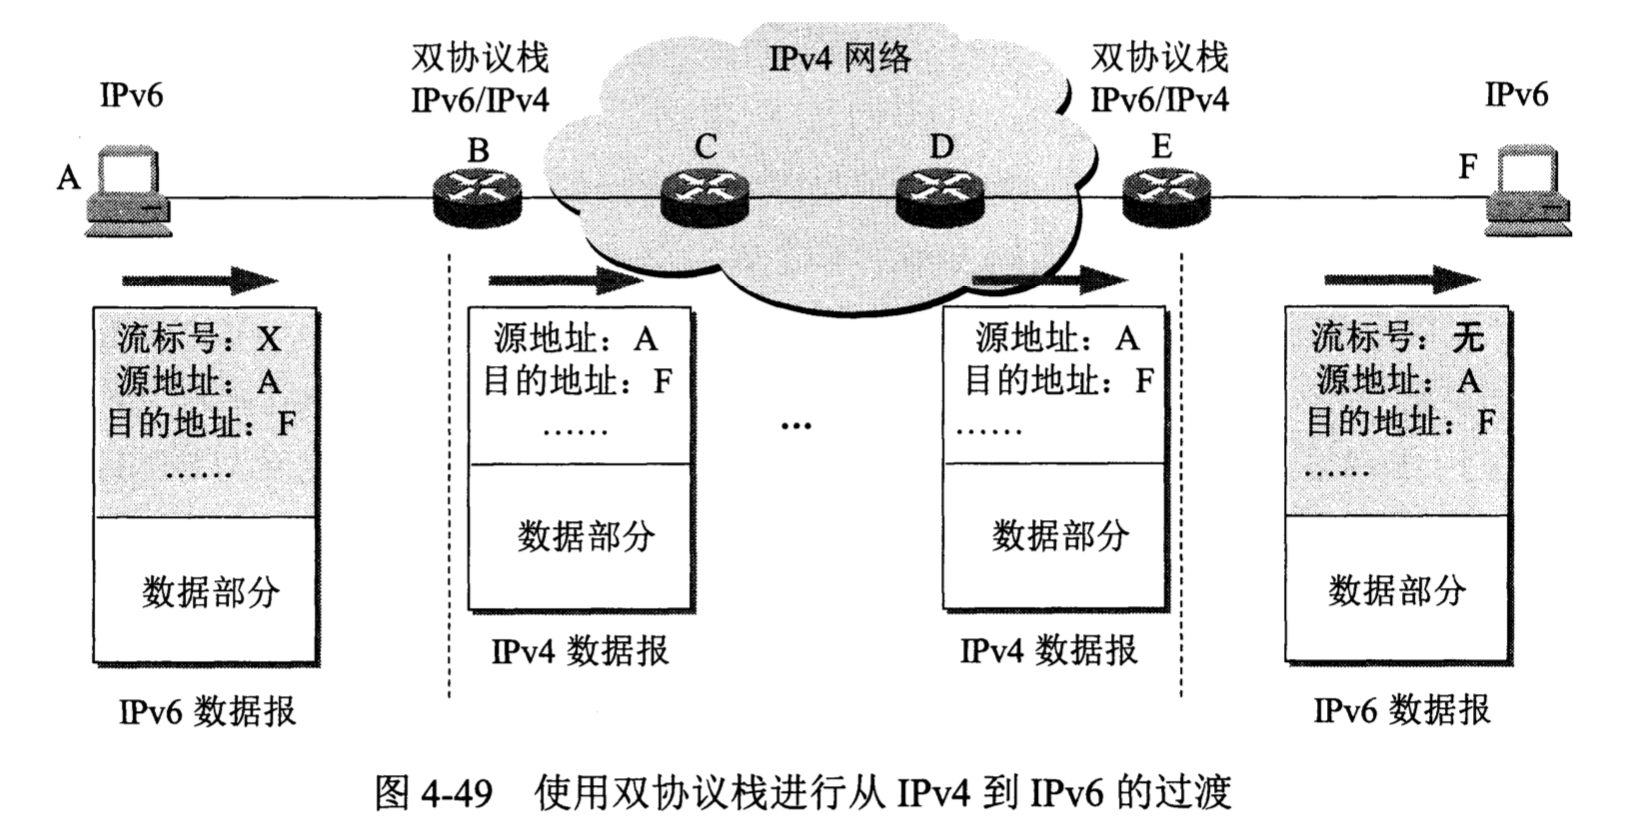 IPv6
双协议栈
IPv6/IPv4
IPv4 网络
双协议栈
IPv6/IPv4
IPv6
A
B
C
D
E
F
流标号：X
源地址：A
目的地址：F
……
数据部分
IPv6 数据报
源地址：A
目的地址：F
……
数据部分
IPv4 数据报
…
源地址：A
目的地址：F
……
数据部分
IPv4 数据报
流标号：无
源地址：A
目的地址：F
……
数据部分
IPv6 数据报
图 4-49 使用双协议栈进行从 IPv4 到 IPv6 的过渡